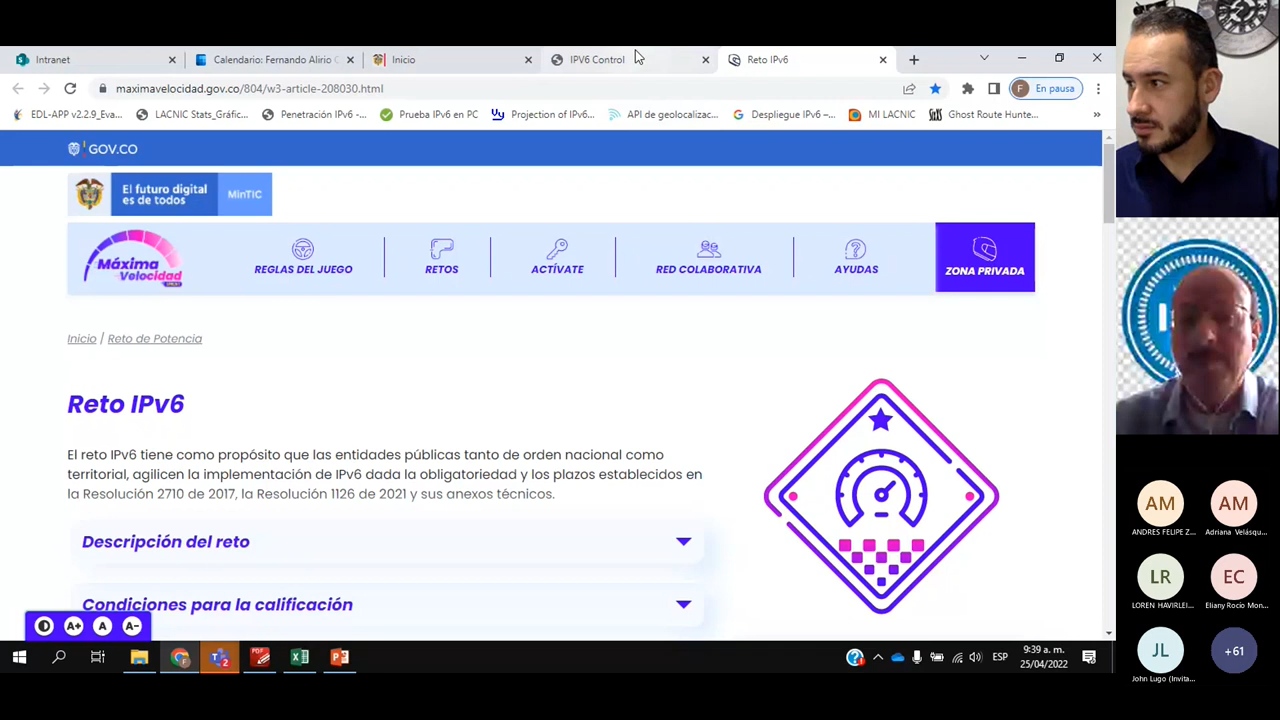 Intranet
Calendario: Fernando Alirio C
Inicio
IPV6 Control
Reto IPv6
maximavelocidad.gov.co/804/w3-article-208030.html
F
En pausa
EDL-APP v2.2.9_Eva...
LACNIC Stats_Gráfic...
Penetración IPv6 -...
Prueba IPv6 en PC
Projection of IPv6...
API de geolocalizac...
Despliegue IPv6 –...
MI LACNIC
Ghost Route Hunte...
»
GOV.CO
El futuro digital
es de todos
MinTIC
Máxima
Velocidad
REGLAS DEL JUEGO
RETOS
ACTÍVATE
RED COLABORATIVA
AYUDAS
ZONA PRIVADA
Inicio / Reto de Potencia
Reto IPv6
El reto IPv6 tiene como propósito que las entidades públicas tanto de orden nacional como
territorial, agilicen la implementación de IPv6 dada la obligatoriedad y los plazos establecidos en
la Resolución 2710 de 2017, la Resolución 1126 de 2021 y sus anexos técnicos.
Descripción del reto
Condiciones para la calificación
A+ A A-
ESP
9:39 a. m.
25/04/2022
AM
ANDRES FELIPE Z...
AM
Adriana Velásqu...
LR
LOREN HAVIRLEI...
EC
Eliany Rocio Mon...
JL
John Lugo (Invita...
+61